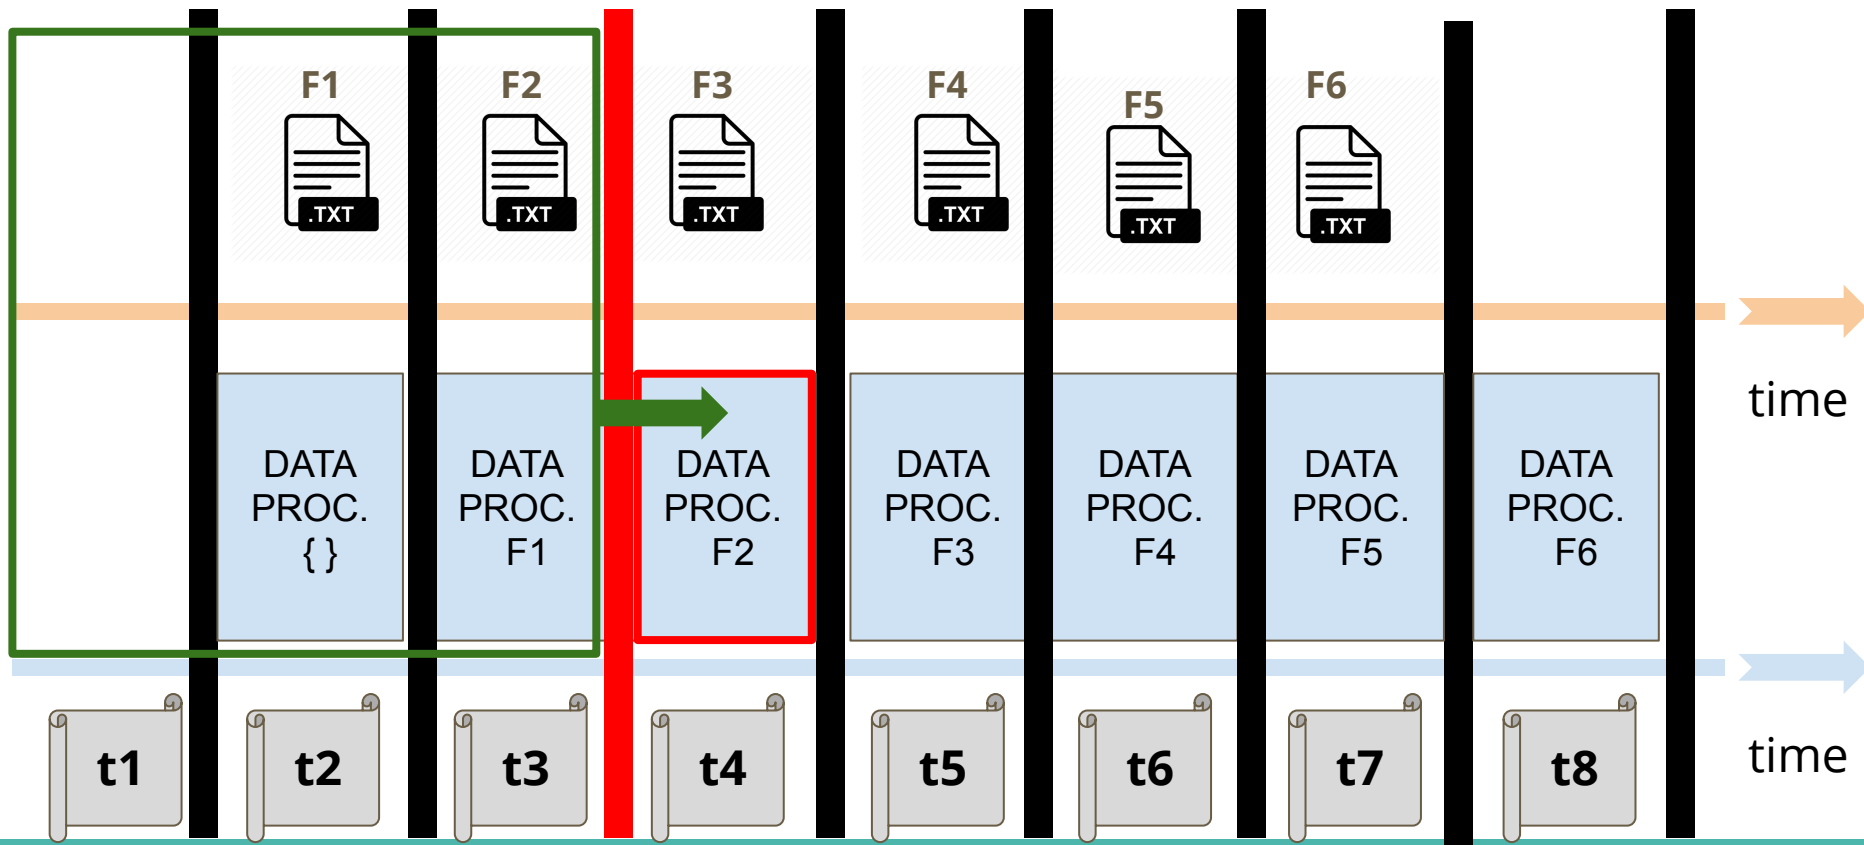 F1
F2
F3
F4
F5
F6
.TXT
.TXT
.TXT
.TXT
.TXT
.TXT
time
DATA
PROC.
{ }
DATA
PROC.
F1
DATA
PROC.
F2
DATA
PROC.
F3
DATA
PROC.
F4
DATA
PROC.
F5
DATA
PROC.
F6
t1
t2
t3
t4
t5
t6
t7
t8
time